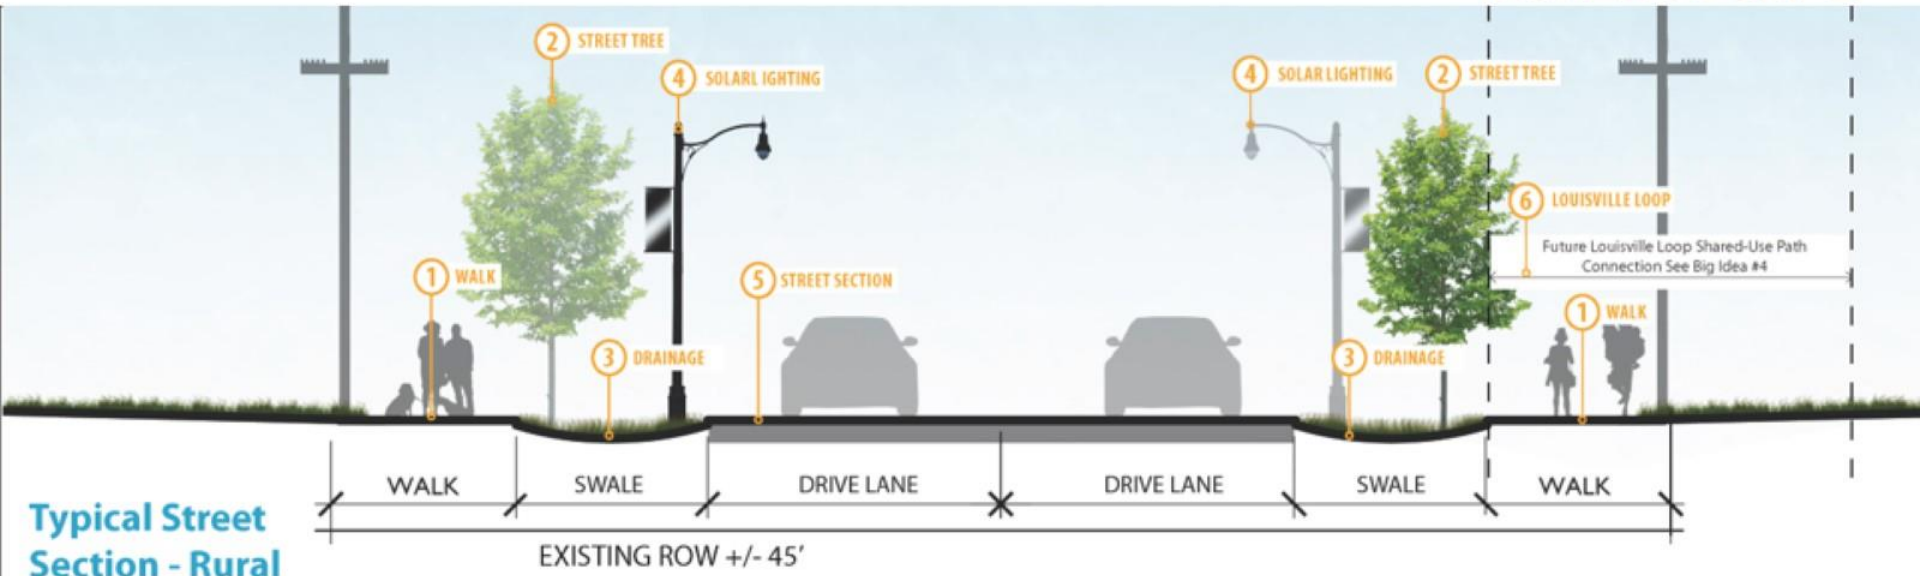 2 STREET TREE
4 SOLARL IGHTING
4 SOLAR LIGHTING
2 STREET TREE
6 LOUISVILLE LOOP
Future Louisville Loop Shared-Use Path
Connection See Big Idea #4
1 WALK
5 STREET SECTION
1 WALK
3 DRAINAGE
3 DRAINAGE
WALK
SWALE
DRIVE LANE
DRIVE LANE
SWALE
WALK
EXISTING ROW +/- 45'
Typical Street
Section - Rural